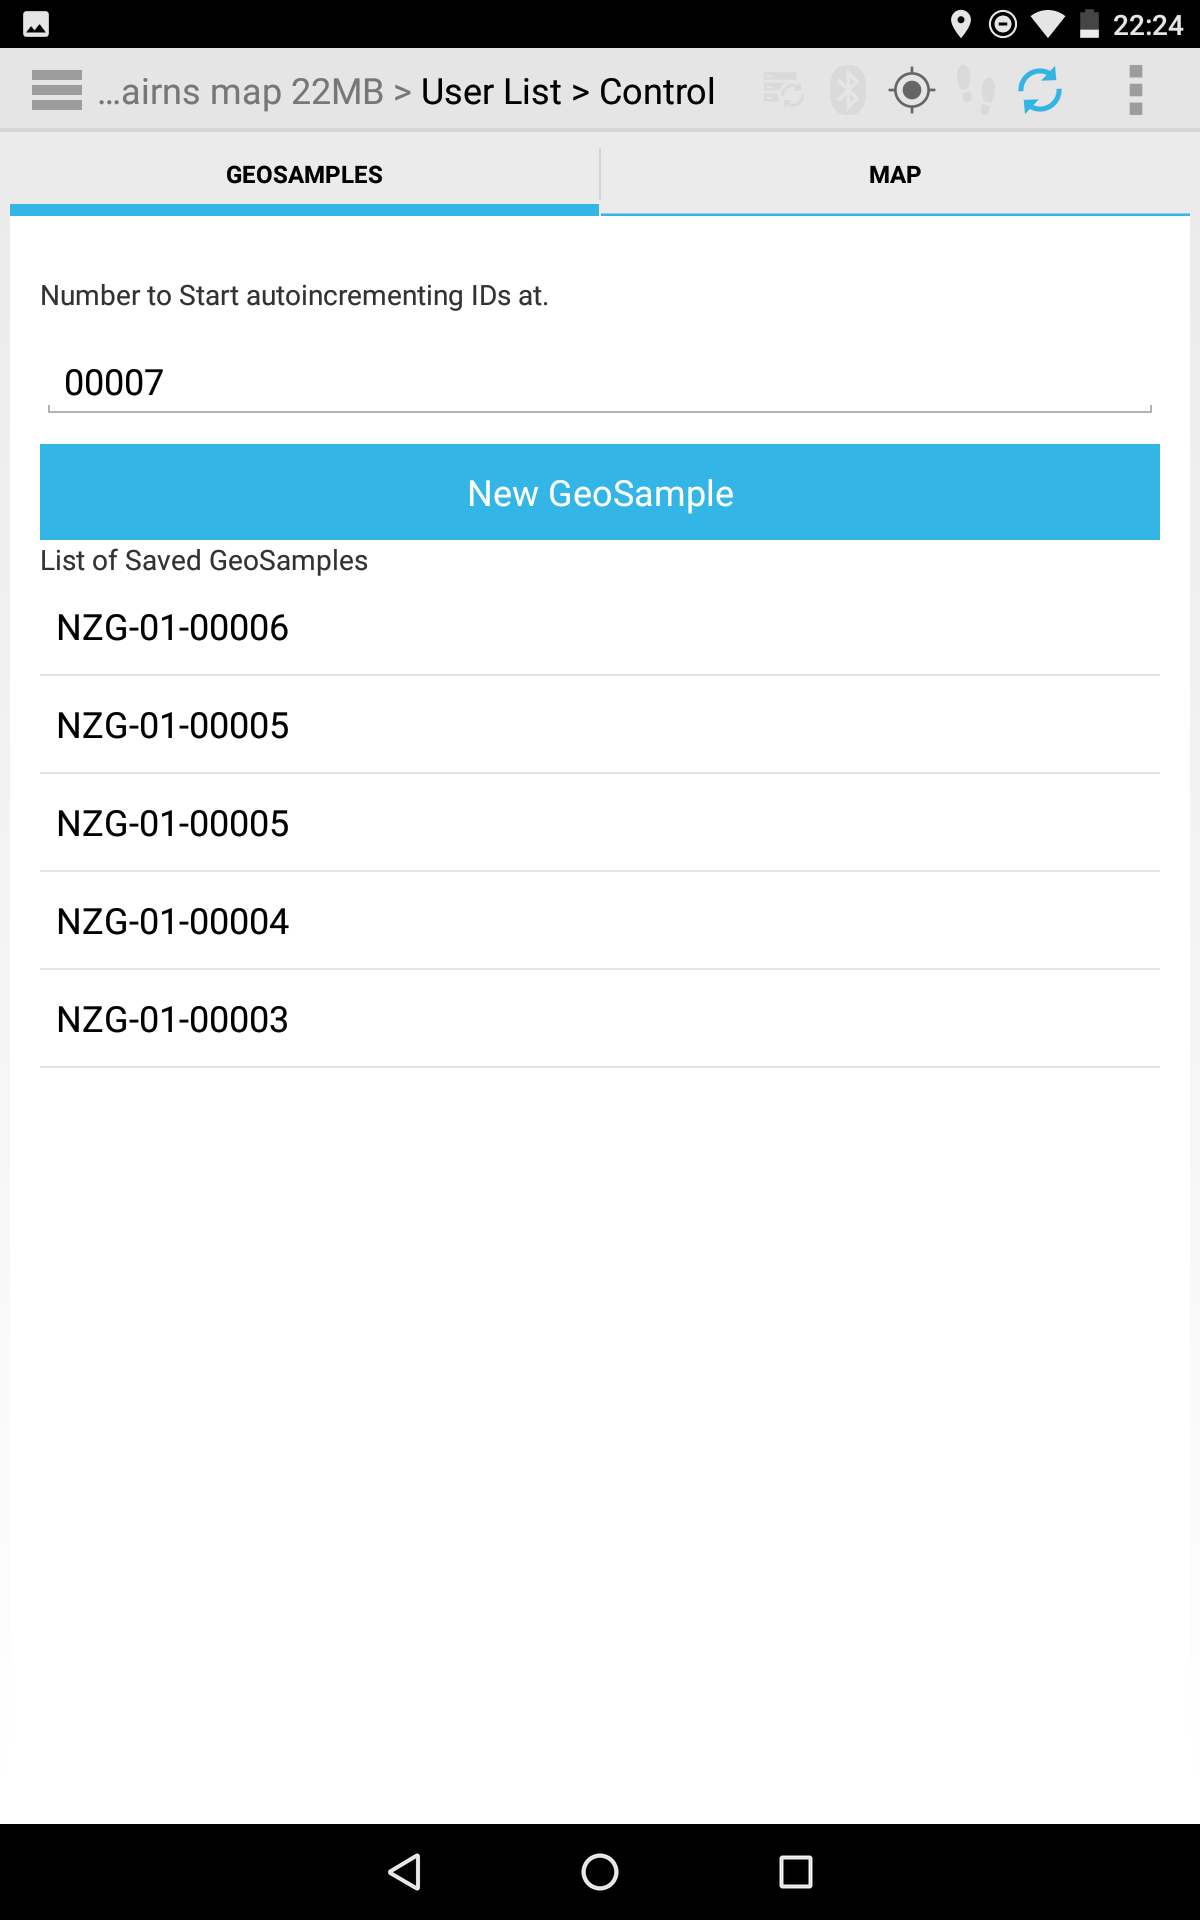 22:24
...airns map 22MB > User List > Control
GEOSAMPLES
MAP
Number to Start autoincrementing IDs at.
00007
New GeoSample
List of Saved GeoSamples
NZG-01-00006
NZG-01-00005
NZG-01-00005
NZG-01-00004
NZG-01-00003